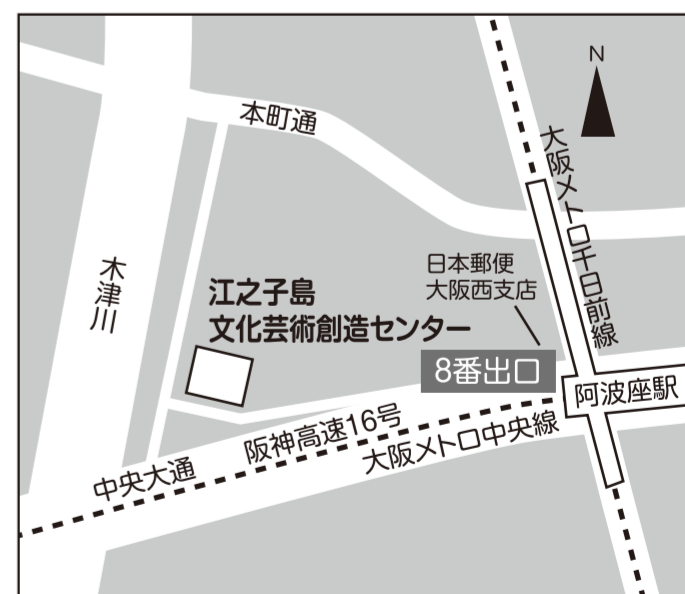 N
本町通
大阪メトロ千日前線
木津川
日本郵便
大阪西支店
江之子島
文化芸術創造センター
8番出口
阿波座駅
阪神高速16号
大阪メトロ中央線
中央大通